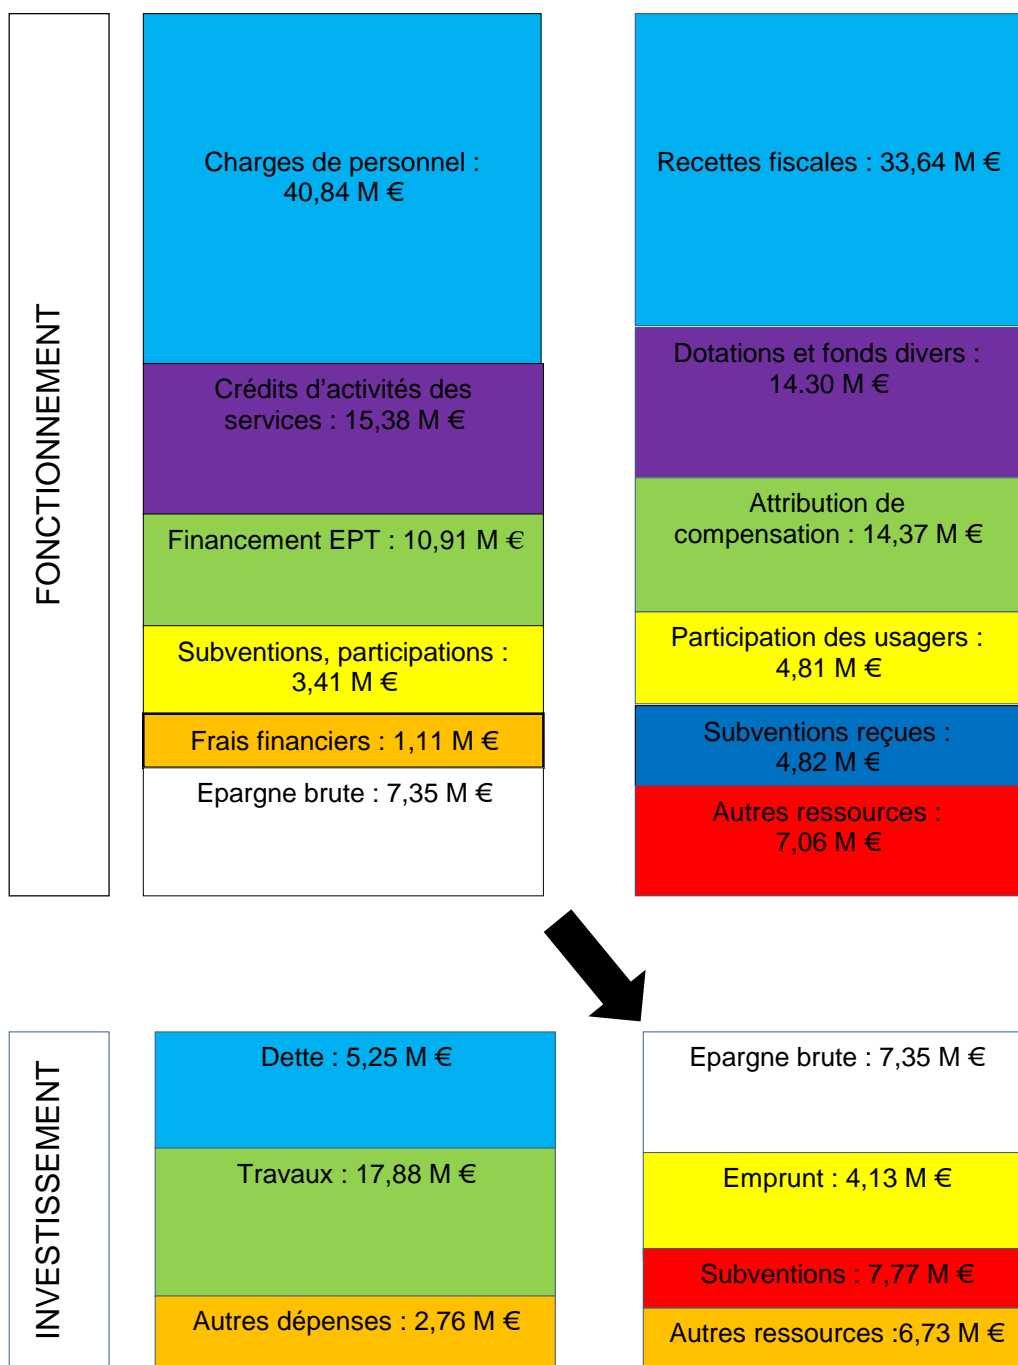 FONCTIONNEMENT
Charges de personnel :
40,84 M €
Crédits d'activités des
services : 15,38 M €
Financement EPT : 10,91 M €
Subventions, participations :
3,41 M €
Frais financiers : 1,11 M €
Epargne brute : 7,35 M €
Recettes fiscales : 33,64 M €
Dotations et fonds divers :
14.30 M €
Attribution de
compensation : 14,37 M €
Participation des usagers :
4,81 M €
Subventions reçues :
4,82 M €
Autres ressources :
7,06 M €
INVESTISSEMENT
Dette : 5,25 M €
Travaux : 17,88 M €
Autres dépenses : 2,76 M €
Epargne brute : 7,35 M €
Emprunt : 4,13 M €
Subventions : 7,77 M €
Autres ressources :6,73 M €